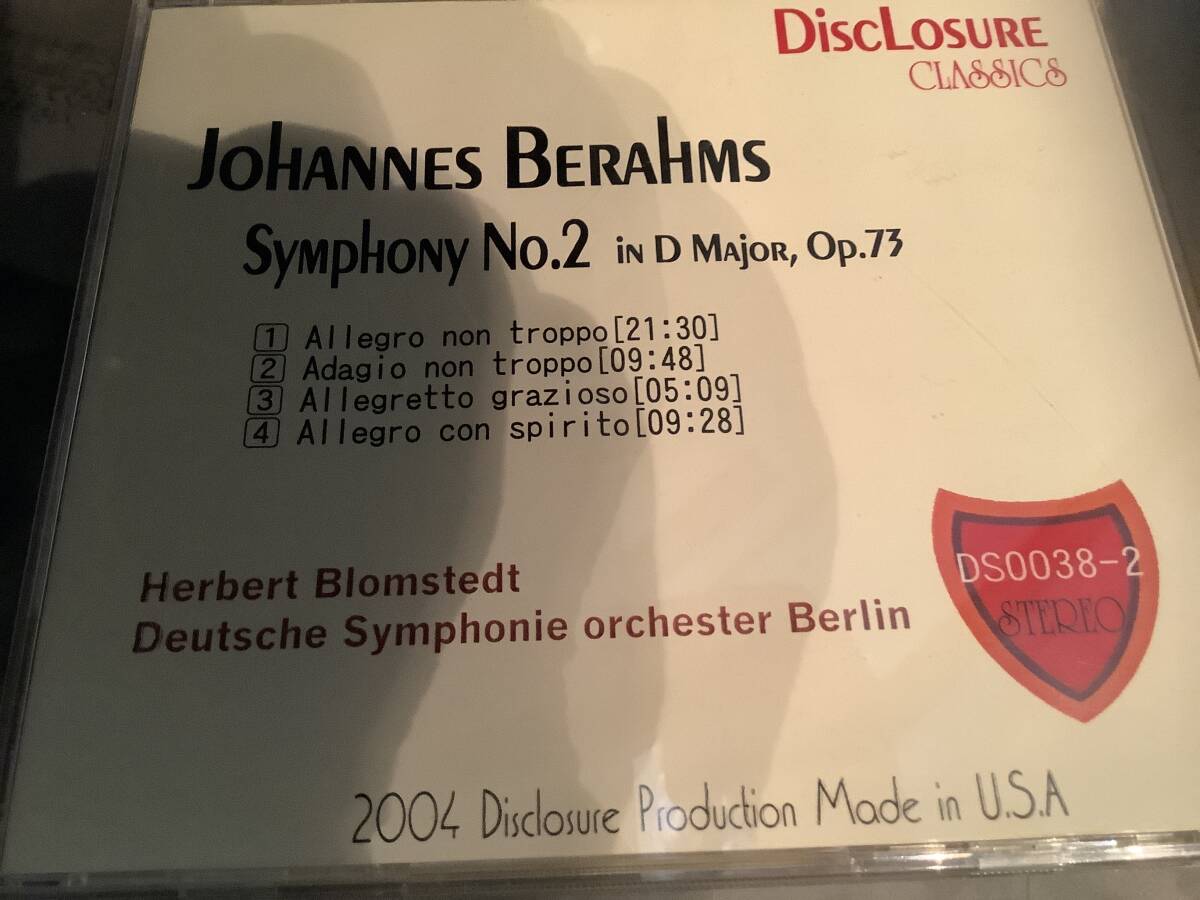 DiscLosure
CLASSICS
Johannes Berahms
Symphony No.2 in D Major, Op.73
1 Allegro non troppo[21:30]
2 Adagio non troppo[09:48]
3 Allegretto grazioso[05:09]
4 Allegro con spirito[09:28]
DS0038-2
STEREO
Herbert Blomstedt
Deutsche Symphonie orchester Berlin
2004 Disclosure Production Made in U.S.A